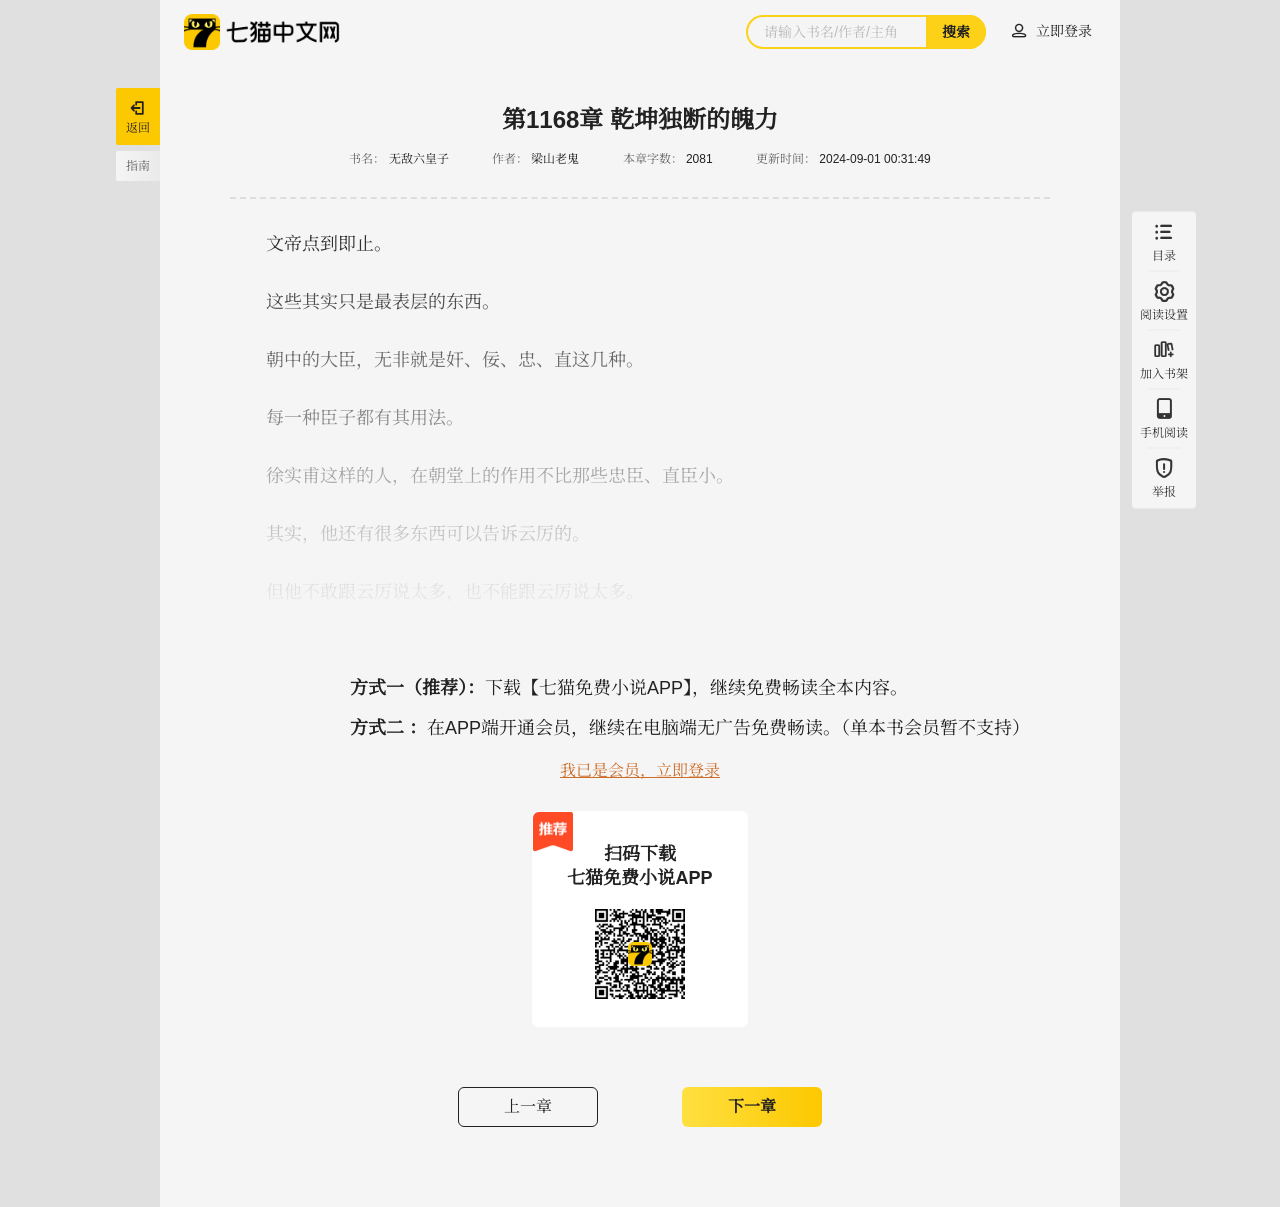 七猫中文网
请输入书名/作者/主角
搜索
立即登录
返回
指南
第1168章 乾坤独断的魄力
书名： 无敌六皇子 作者： 梁山老鬼 本章字数： 2081 更新时间： 2024-09-01 00:31:49
文帝点到即止。
这些其实只是最表层的东西。
朝中的大臣，无非就是奸、佞、忠、直这几种。
每一种臣子都有其用法。
徐实甫这样的人，在朝堂上的作用不比那些忠臣、直臣小。
其实，他还有很多东西可以告诉云厉的。
但他不敢跟云厉说太多，也不能跟云厉说太多。
目录
阅读设置
加入书架
手机阅读
举报
方式一（推荐）：下载【七猫免费小说APP】，继续免费畅读全本内容。
方式二 ：在APP端开通会员，继续在电脑端无广告免费畅读。（单本书会员暂不支持）
我已是会员，立即登录
推荐
扫码下载
七猫免费小说APP
上一章
下一章